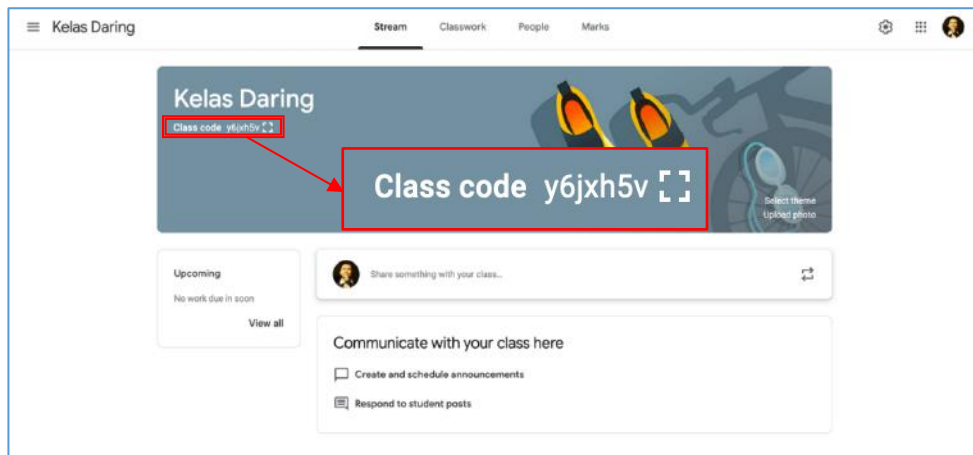 Kelas Daring
Stream Classwork People Marks
Kelas Daring
Class code y6jxh5v
Class code y6jxh5v
Select theme
Upload photo
Upcoming
No work due in soon
View all
Share something with your class...
Communicate with your class here
Create and schedule announcements
Respond to student posts